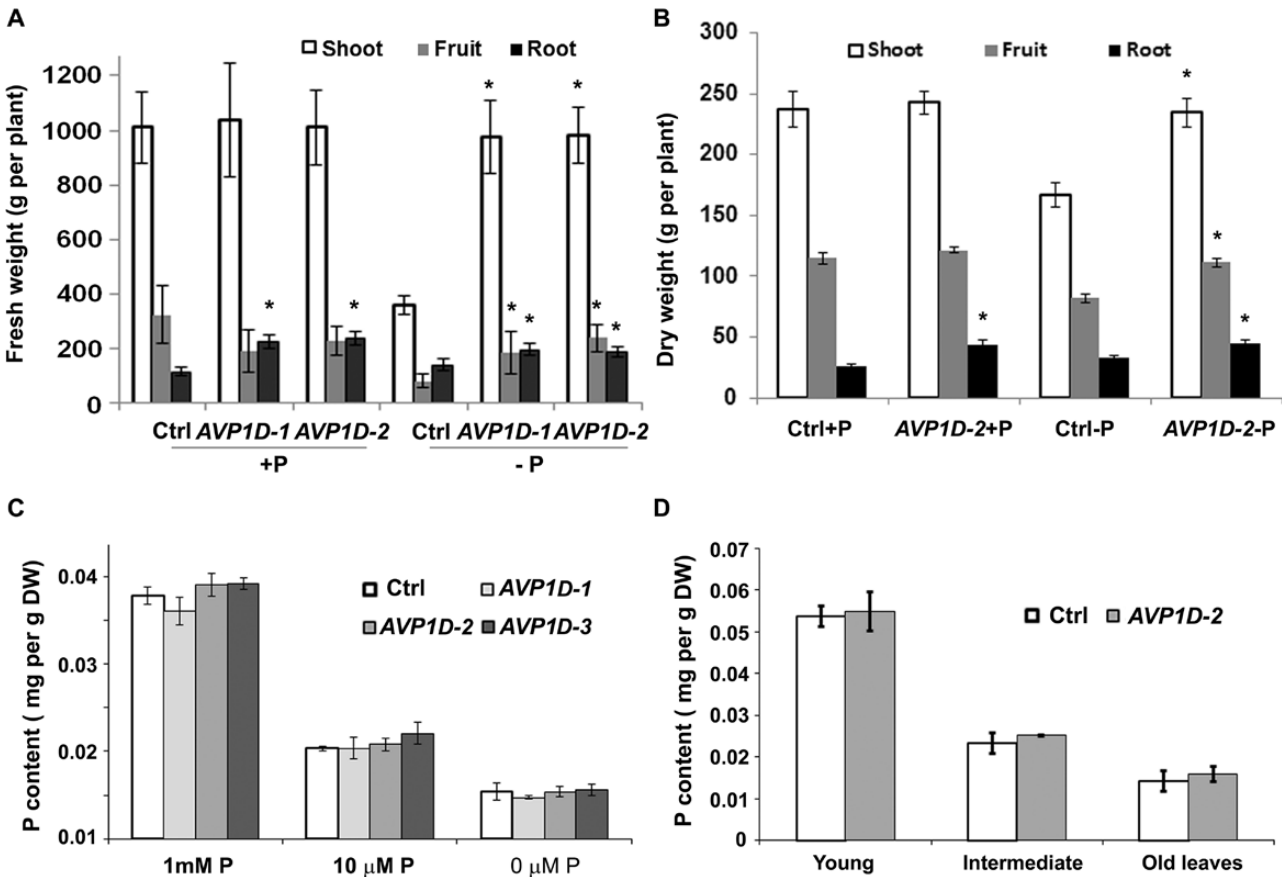 A
Shoot Fruit Root
Fresh weight (g per plant)
1200
1000
800
600
400
200
0
* * * * * * * *
Ctrl AVP1D-1 AVP1D-2 Ctrl AVP1D-1 AVP1D-2
+P - P
B
Shoot Fruit Root
Dry weight (g per plant)
300
250
200
150
100
50
0
* * * *
Ctrl+P AVP1D-2+P Ctrl-P AVP1D-2-P
C
P content ( mg per g DW)
0.04
0.03
0.02
0.01
Ctrl AVP1D-1
AVP1D-2 AVP1D-3
1mM P 10 μM P 0 μM P
D
P content ( mg per g DW)
0.07
0.06
0.05
0.04
0.03
0.02
0.01
0
Ctrl AVP1D-2
Young Intermediate Old leaves